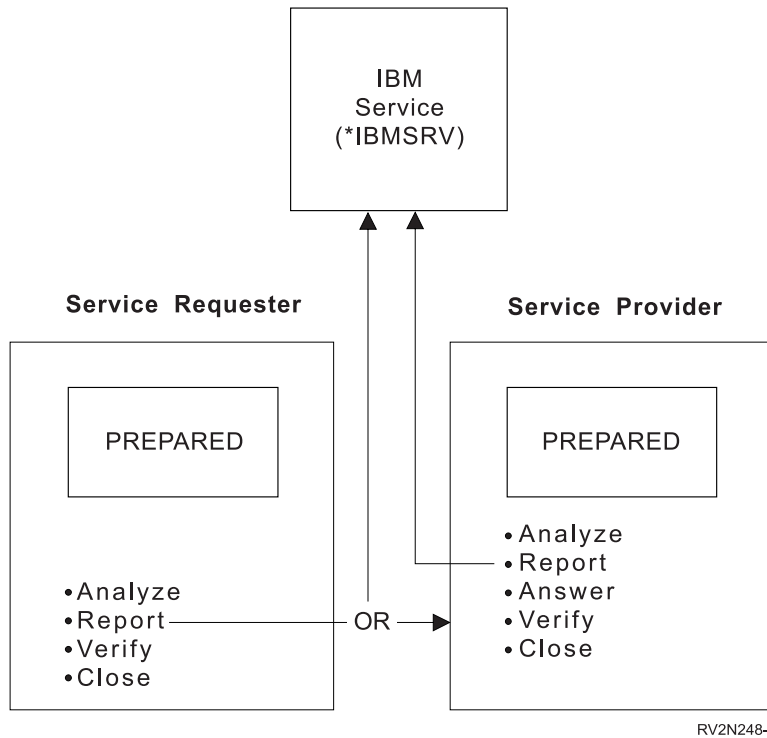 IBM
Service
(*IBMSRV)
Service Requester
Service Provider
PREPARED
PREPARED
•Analyze
•Report
•Verify
•Close
OR
•Analyze
•Report
•Answer
•Verify
•Close
RV2N248-